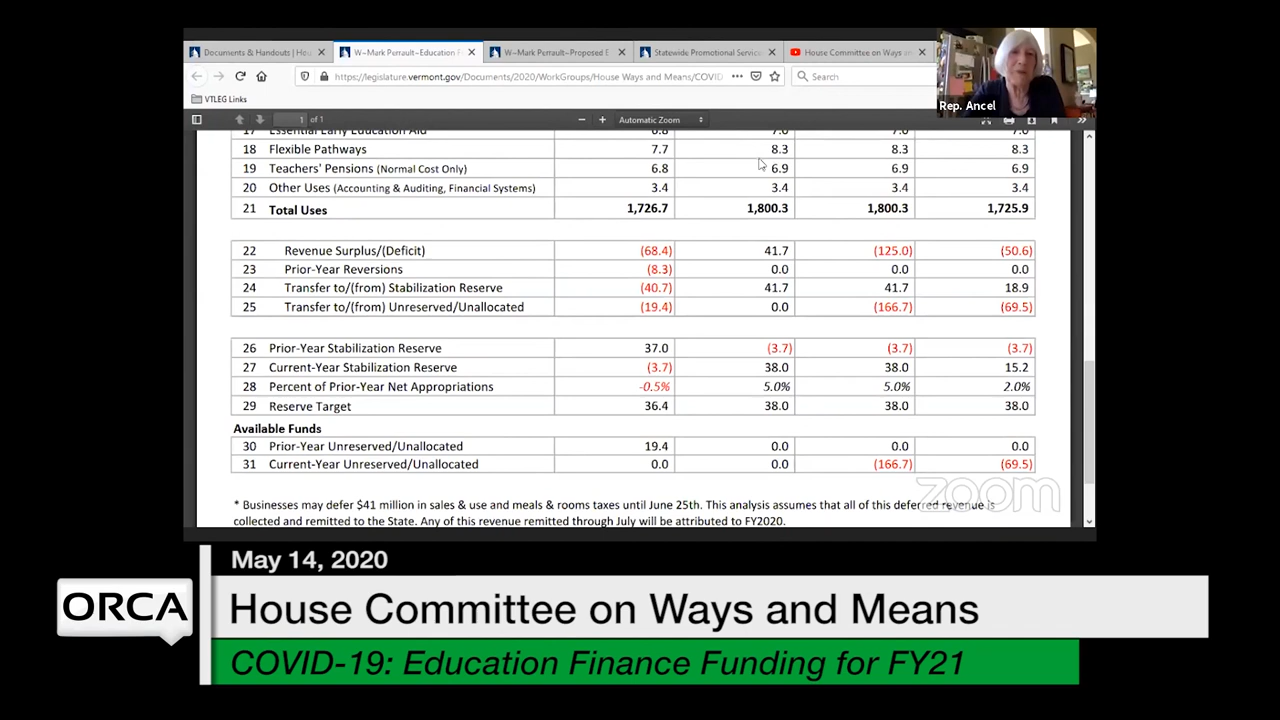 Documents & Handouts | Hou
W~Mark Perrault~Education F
W~Mark Perrault~Proposed E
Statewide Promotional Service
House Committee on Ways an
https://legislature.vermont.gov/Documents/2020/WorkGroups/House Ways and Means/COVID
Search
VTLEG Links
Rep. Ancel
1 of 1
Automatic Zoom
17 Essential Early Education Aid 6.8 7.0 7.0 7.0
18 Flexible Pathways 7.7 8.3 8.3 8.3
19 Teachers' Pensions (Normal Cost Only) 6.8 6.9 6.9 6.9
20 Other Uses (Accounting & Auditing, Financial Systems) 3.4 3.4 3.4 3.4
21 Total Uses 1,726.7 1,800.3 1,800.3 1,725.9
22 Revenue Surplus/(Deficit) (68.4) 41.7 (125.0) (50.6)
23 Prior-Year Reversions (8.3) 0.0 0.0 0.0
24 Transfer to/(from) Stabilization Reserve (40.7) 41.7 41.7 18.9
25 Transfer to/(from) Unreserved/Unallocated (19.4) 0.0 (166.7) (69.5)
26 Prior-Year Stabilization Reserve 37.0 (3.7) (3.7) (3.7)
27 Current-Year Stabilization Reserve (3.7) 38.0 38.0 15.2
28 Percent of Prior-Year Net Appropriations -0.5% 5.0% 5.0% 2.0%
29 Reserve Target 36.4 38.0 38.0 38.0
Available Funds
30 Prior-Year Unreserved/Unallocated 19.4 0.0 0.0 0.0
31 Current-Year Unreserved/Unallocated 0.0 0.0 (166.7) (69.5)
* Businesses may defer $41 million in sales & use and meals & rooms taxes until June 25th. This analysis assumes that all of this deferred revenue is
collected and remitted to the State. Any of this revenue remitted through July will be attributed to FY2020.
zoom
May 14, 2020
ORCA
House Committee on Ways and Means
COVID-19: Education Finance Funding for FY21